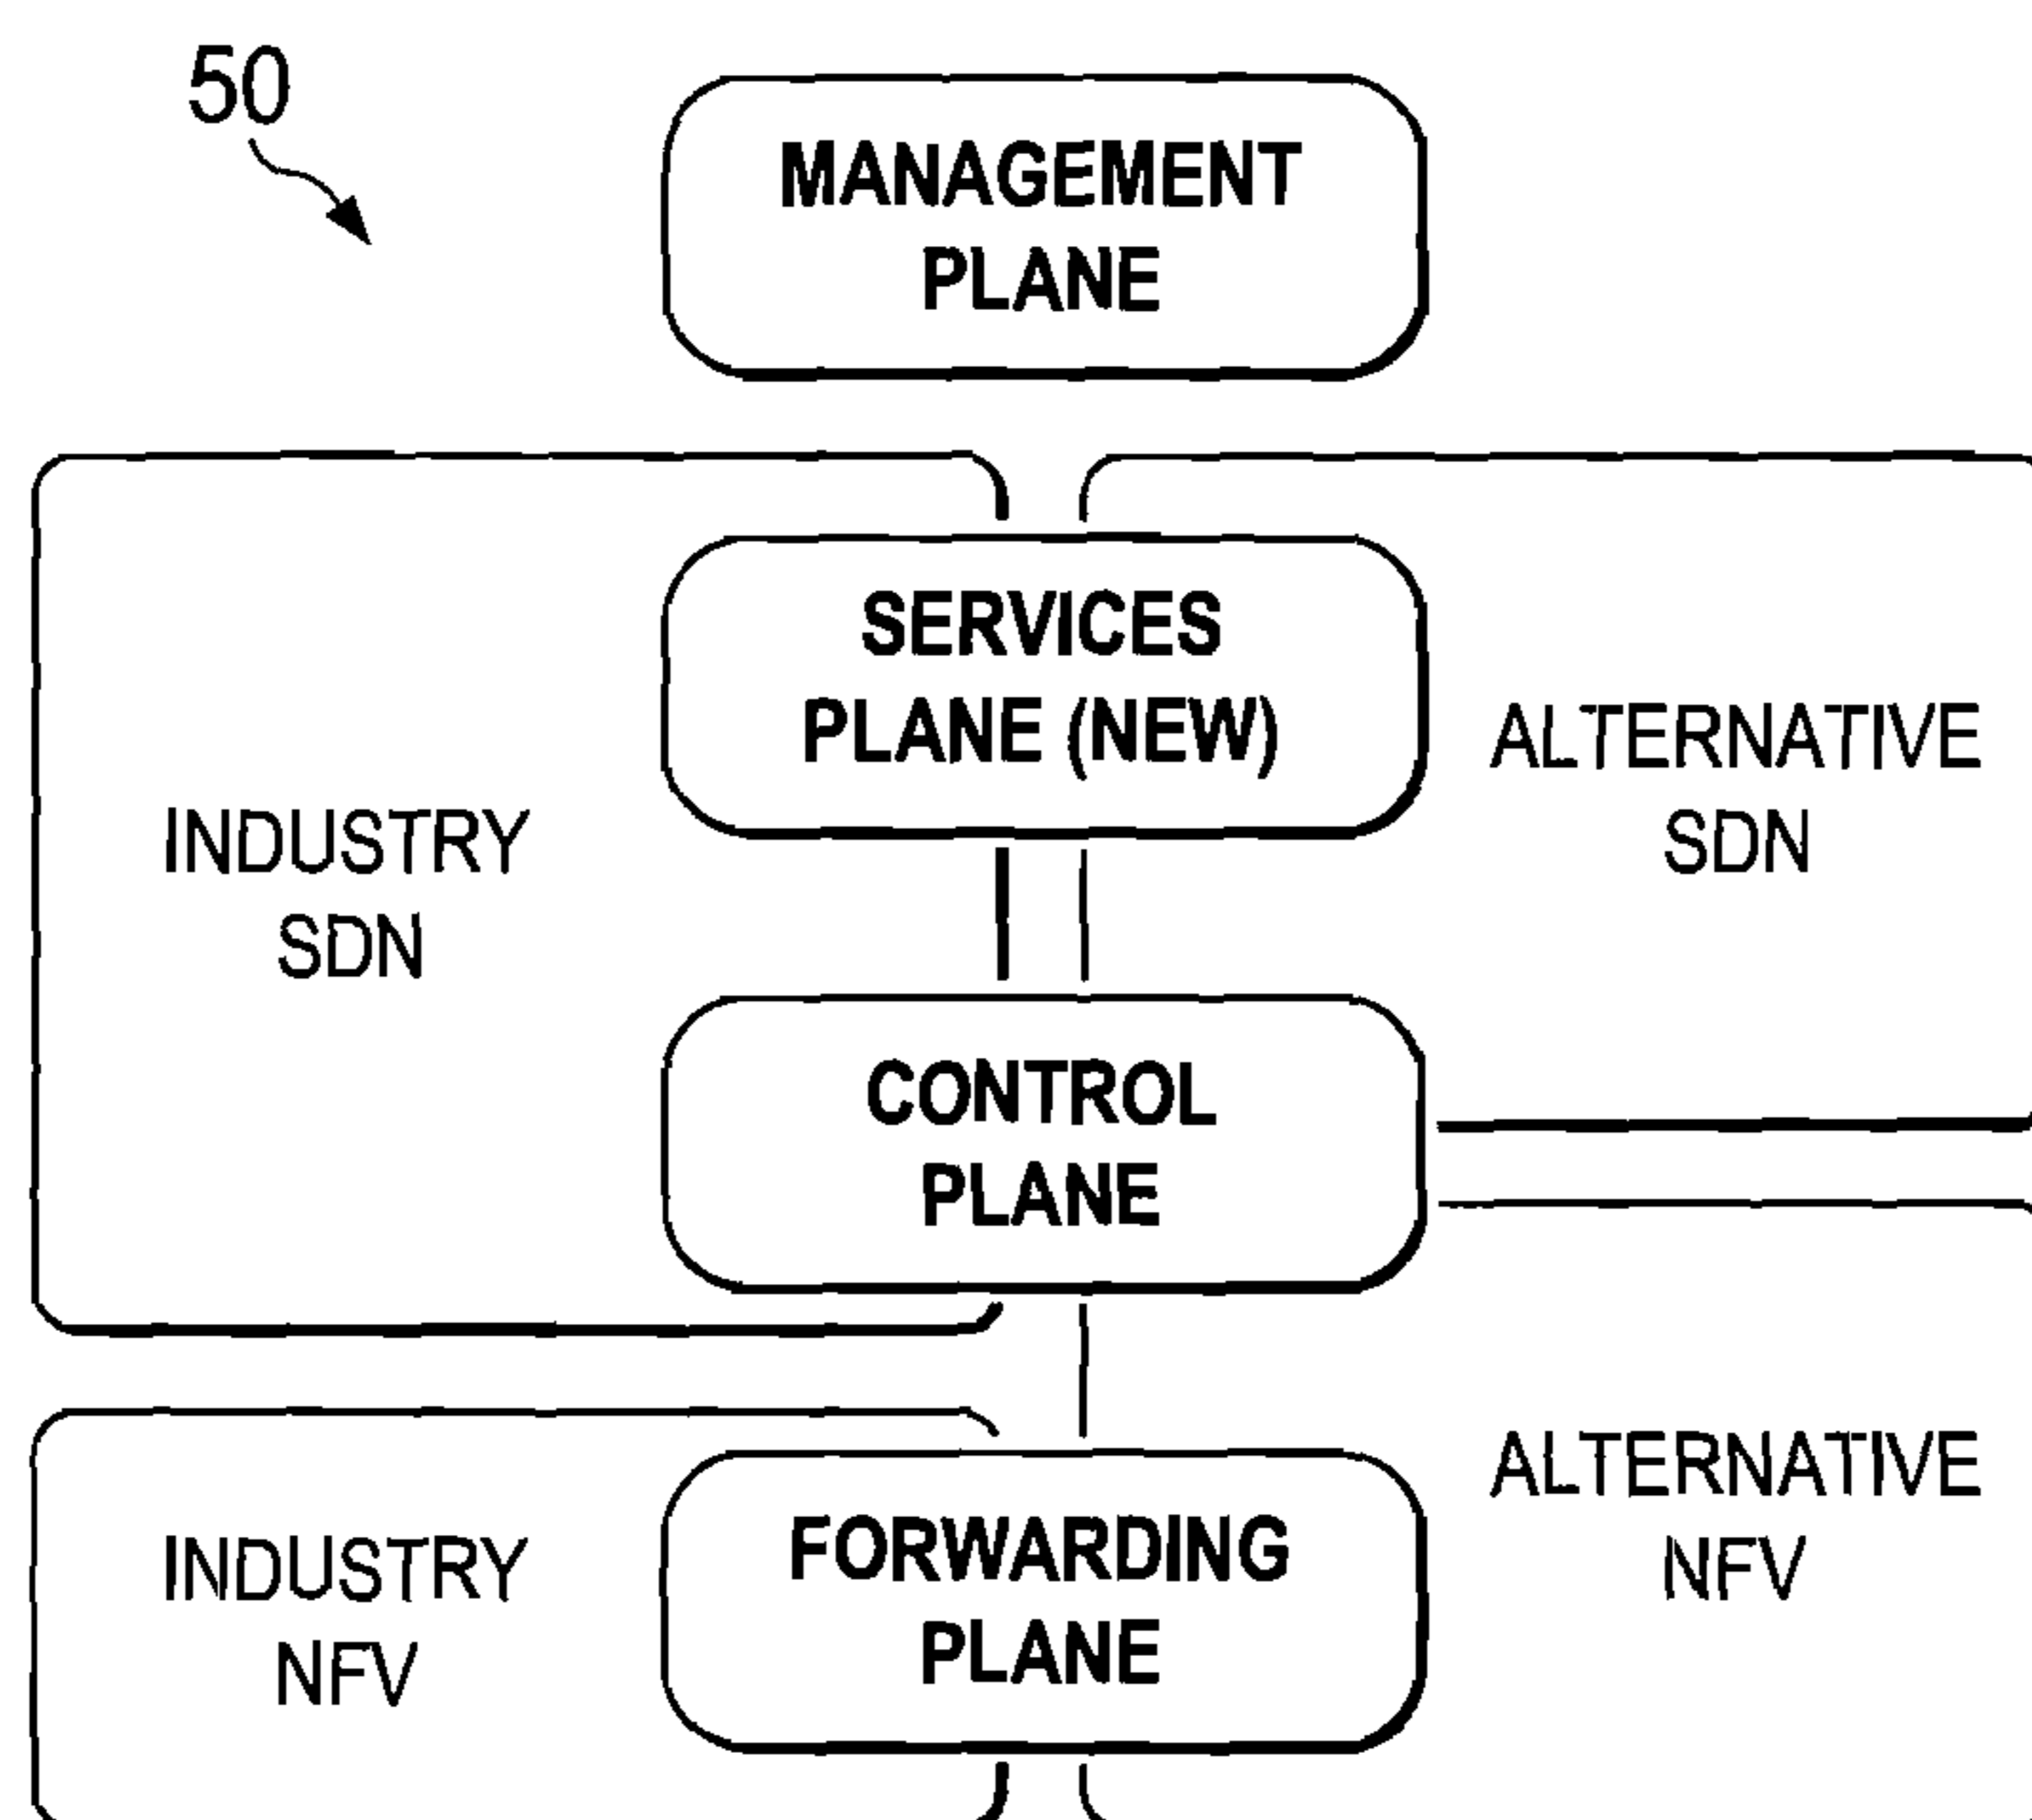 50
MANAGEMENT
PLANE
SERVICES
PLANE (NEW)
ALTERNATIVE
SDN
INDUSTRY
SDN
CONTROL
PLANE
ALTERNATIVE
NFV
FORWARDING
PLANE
INDUSTRY
NFV